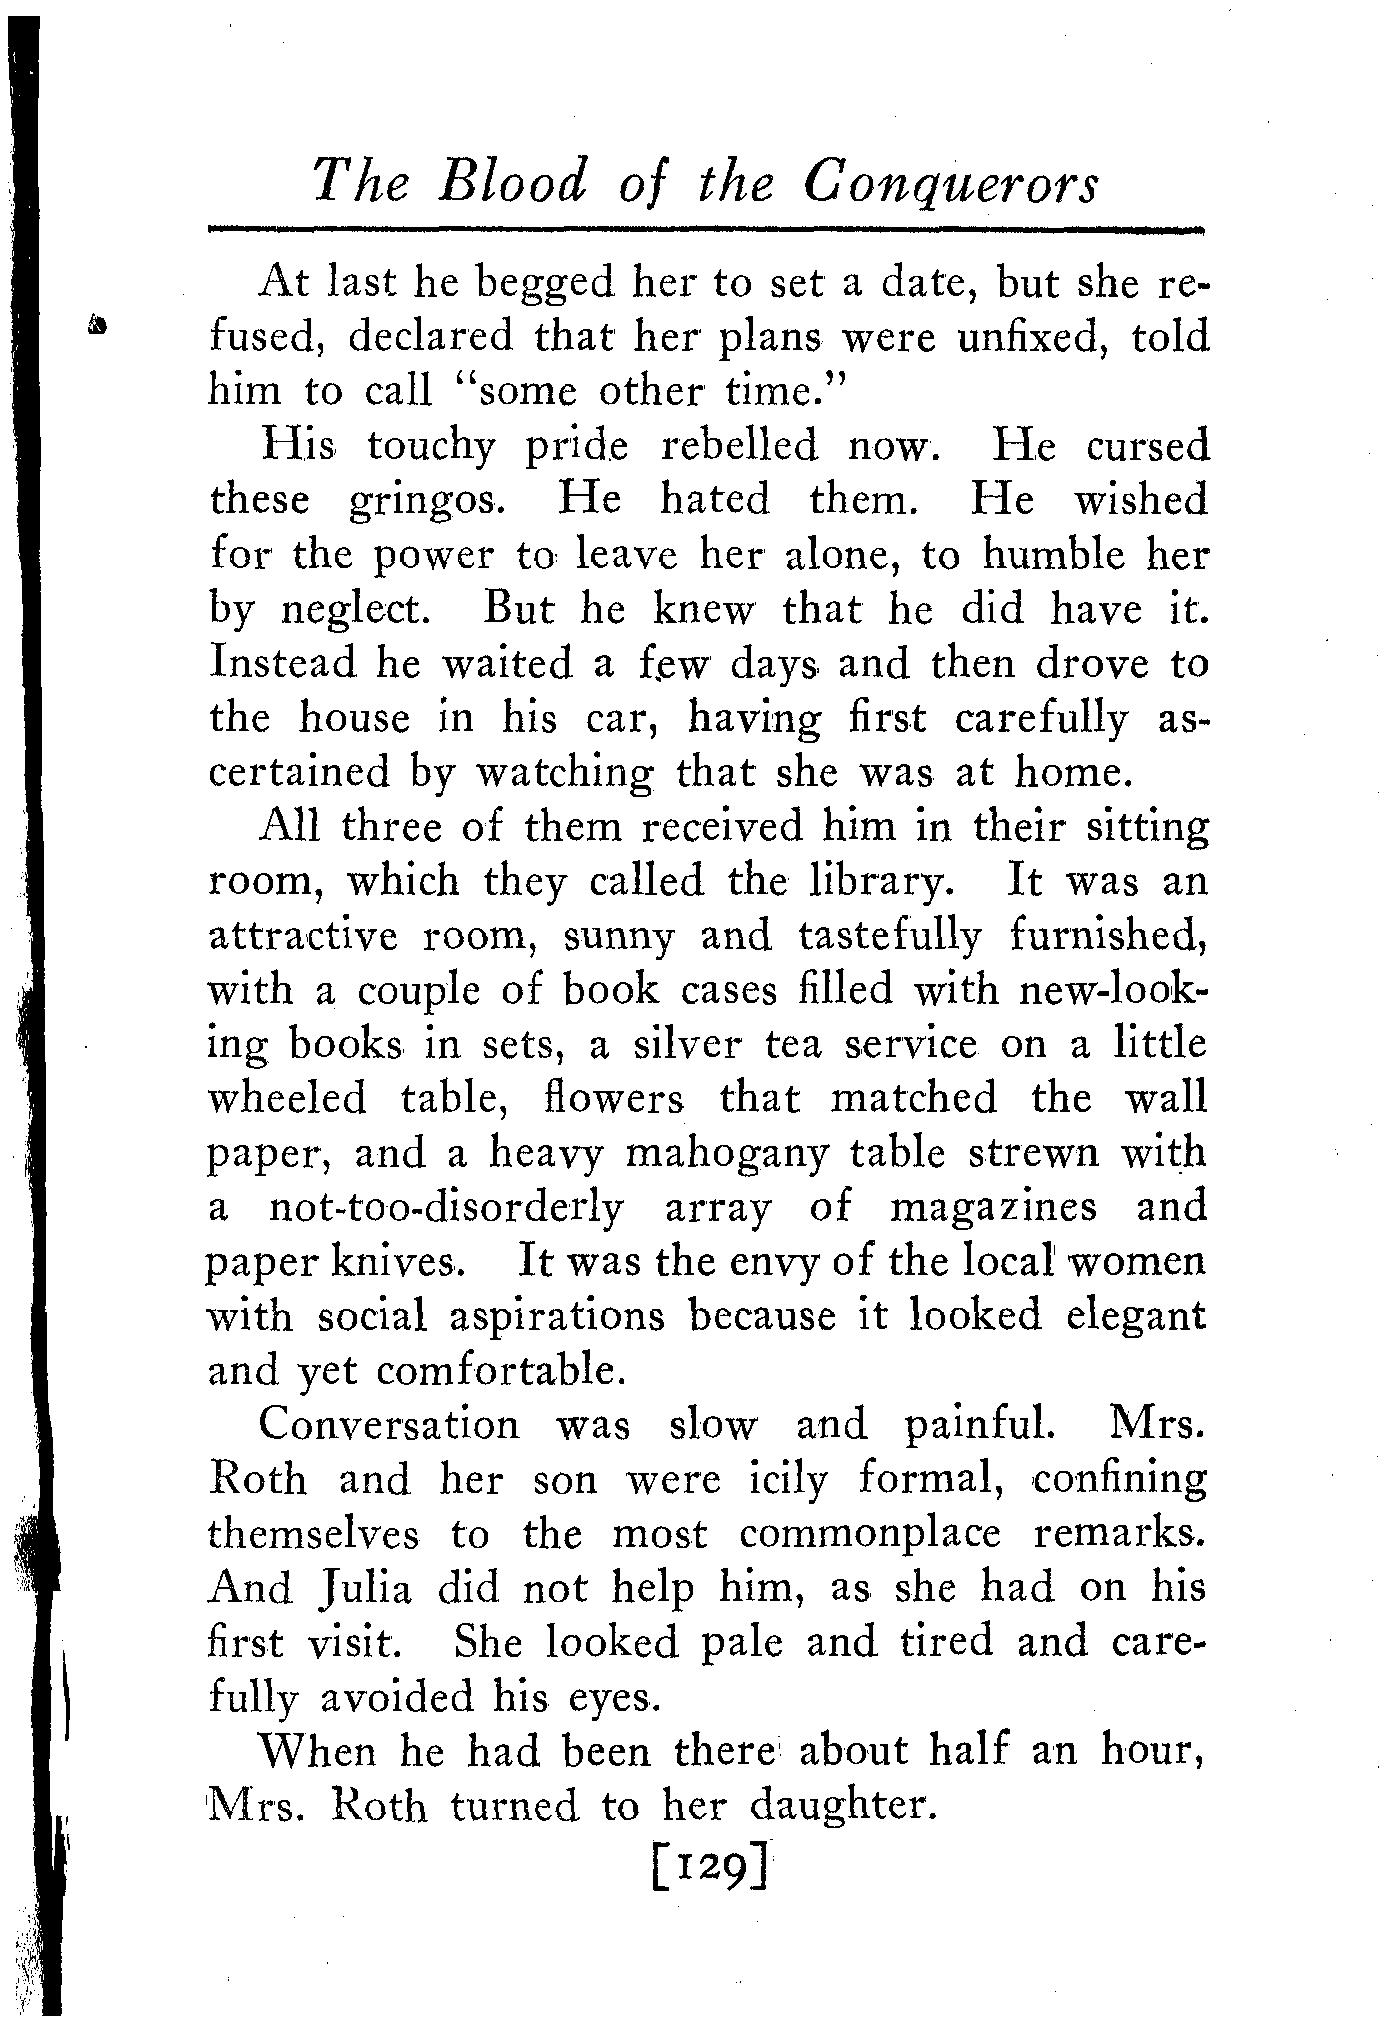 The Blood of the Conquerors
At last he begged her to set a date, but she re-
fused, declared that her plans were unfixed, told
him to call "some other time."
His touchy pride rebelled now. He cursed
these gringos. He hated them. He wished
for the power to leave her alone, to humble her
by neglect. But he knew that he did have it.
Instead he waited a few days and then drove to
the house in his car, having first carefully as-
certained by watching that she was at home.
All three of them received him in their sitting
room, which they called the library. It was an
attractive room, sunny and tastefully furnished,
with a couple of book cases filled with new-look-
ing books in sets, a silver tea service on a little
wheeled table, flowers that matched the wall
paper, and a heavy mahogany table strewn with
a not-too-disorderly array of magazines and
paper knives. It was the envy of the local women
with social aspirations because it looked elegant
and yet comfortable.
Conversation was slow and painful. Mrs.
Roth and her son were icily formal, confining
themselves to the most commonplace remarks.
And Julia did not help him, as she had on his
first visit. She looked pale and tired and care-
fully avoided his eyes.
When he had been there about half an hour,
Mrs. Roth turned to her daughter.
[129]